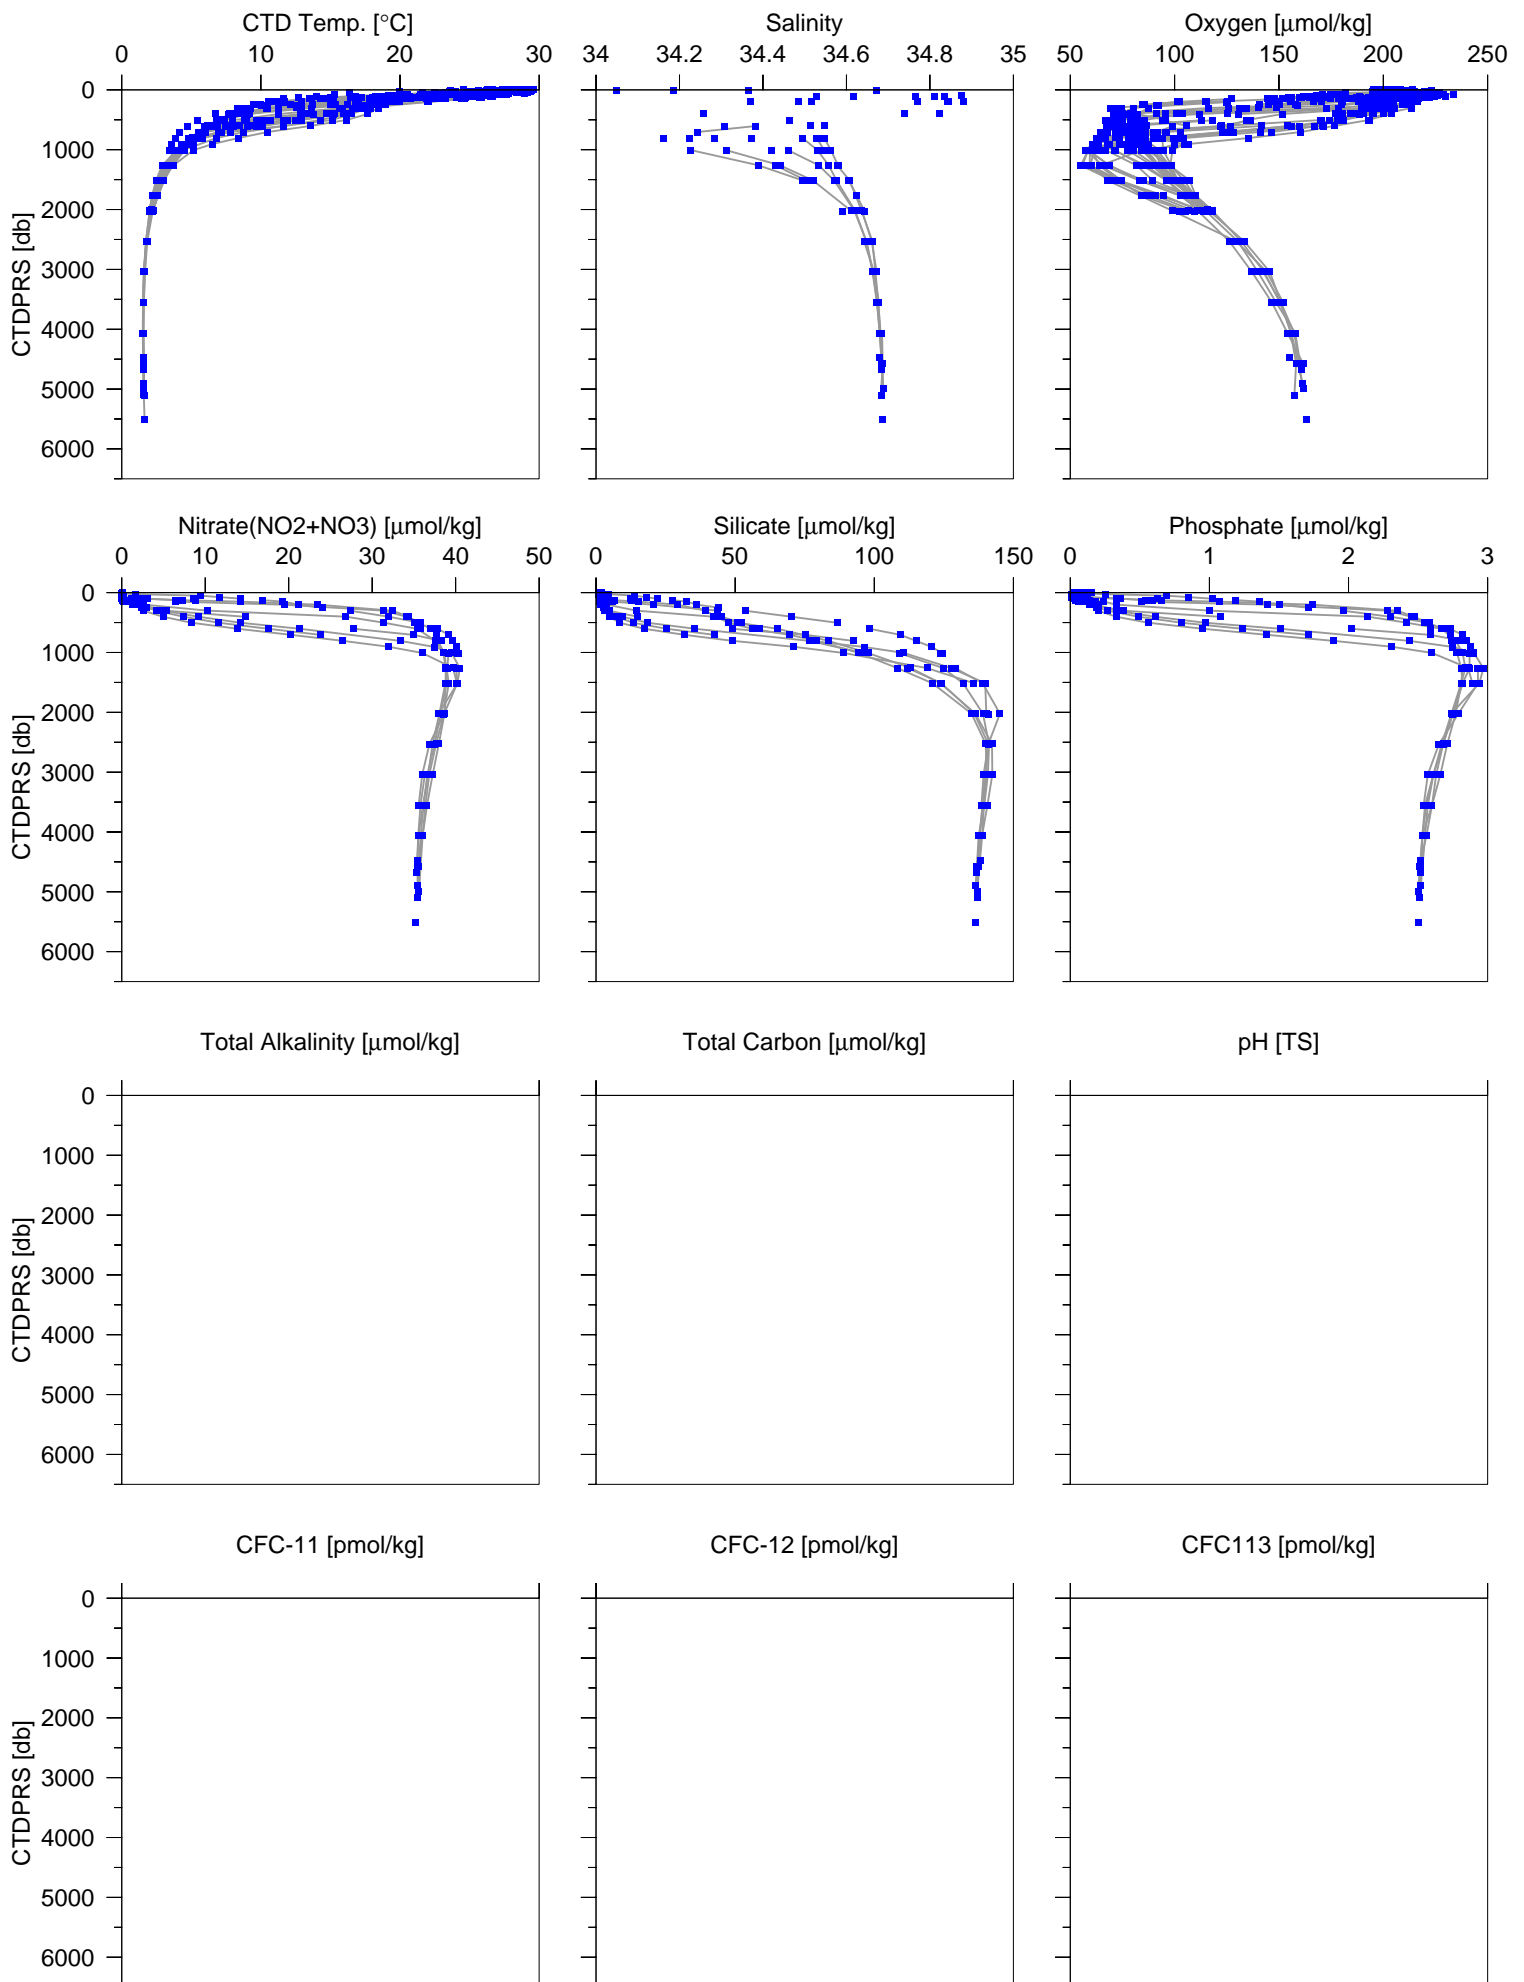 CTD Temp. [°C] Salinity Oxygen [μmol/kg]
0 10 20 30 34 34.2 34.4 34.6 34.8 35 50 100 150 200 250
0
1000
2000
3000
4000
5000
6000
CTDPRS [db]
Nitrate(NO2+NO3) [μmol/kg] Silicate [μmol/kg] Phosphate [μmol/kg]
0 10 20 30 40 50 0 50 100 150 0 1 2 3
0
1000
2000
3000
4000
5000
6000
CTDPRS [db]
Total Alkalinity [μmol/kg] Total Carbon [μmol/kg] pH [TS]
0
1000
2000
3000
4000
5000
6000
CTDPRS [db]
CFC-11 [pmol/kg] CFC-12 [pmol/kg] CFC113 [pmol/kg]
0
1000
2000
3000
4000
5000
6000
CTDPRS [db]